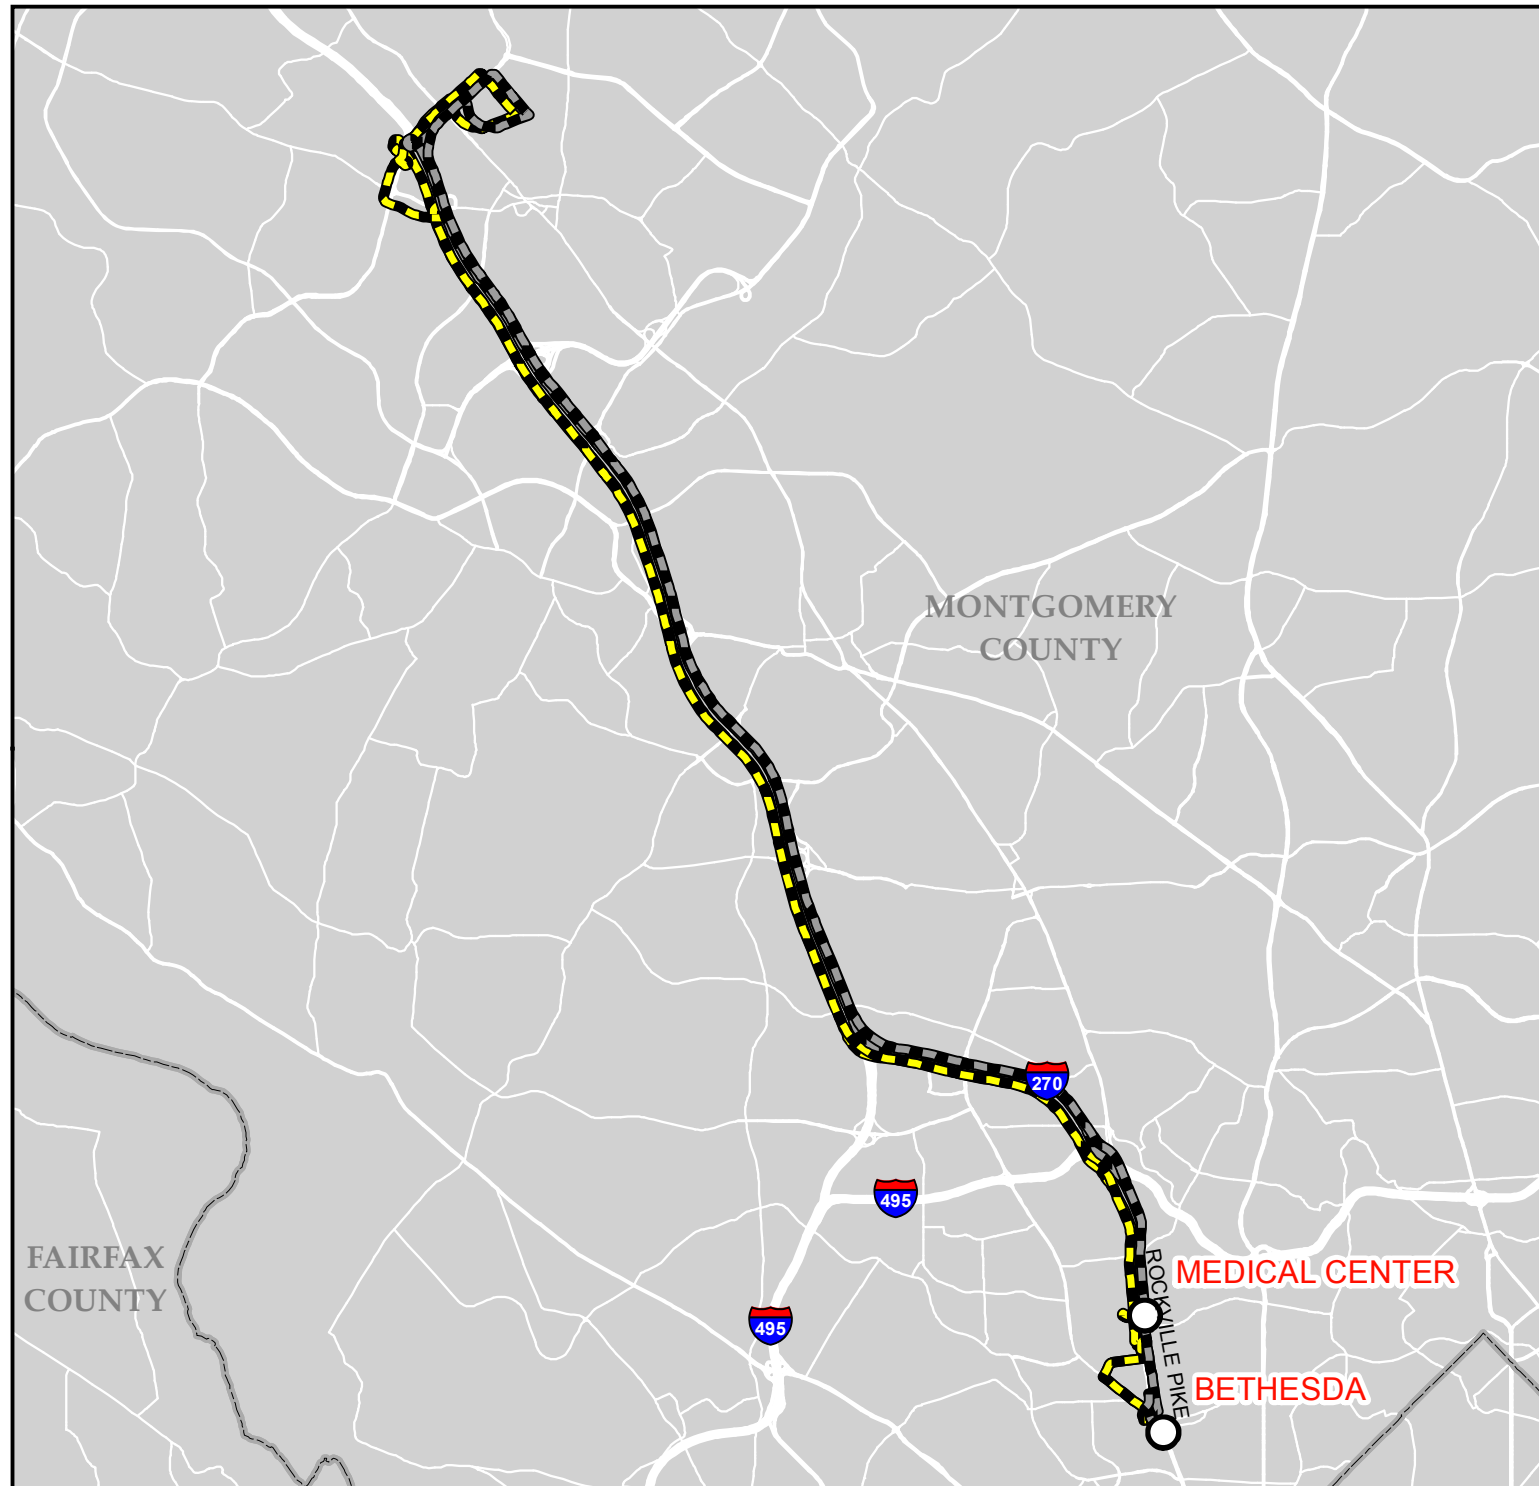 MONTGOMERY
COUNTY
270
495
FAIRFAX
COUNTY
ROCKVILLE PIKE
MEDICAL CENTER
495
BETHESDA